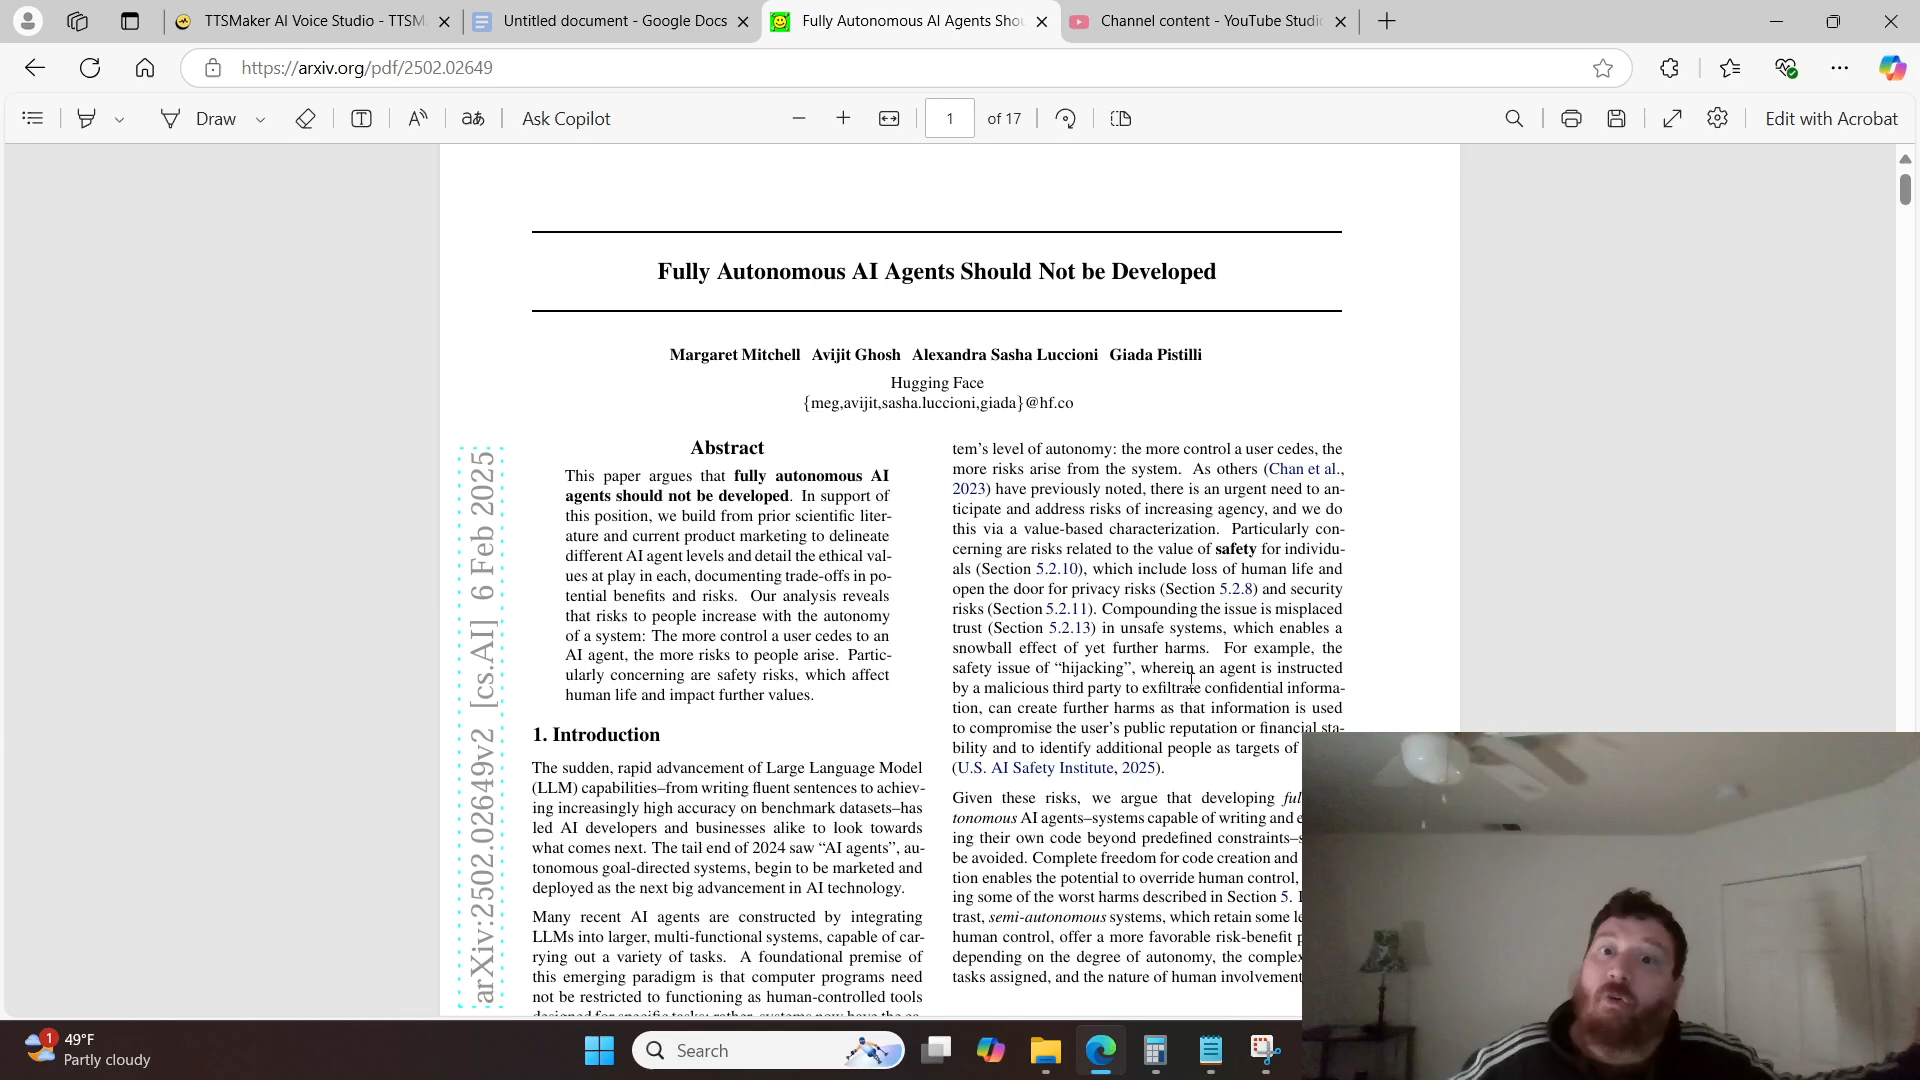 TTSMaker AI Voice Studio - TTSM
Untitled document - Google Docs
Fully Autonomous AI Agents Shou
Channel content - YouTube Studio
https://arxiv.org/pdf/2502.02649
Draw
Ask Copilot
1 of 17
Edit with Acrobat
Fully Autonomous AI Agents Should Not be Developed
Margaret Mitchell Avijit Ghosh Alexandra Sasha Luccioni Giada Pistilli
Hugging Face
{meg,avijit,sasha.luccioni,giada}@hf.co
arXiv:2502.02649v2 [cs.AI] 6 Feb 2025
Abstract
This paper argues that fully autonomous AI
agents should not be developed. In support of
this position, we build from prior scientific liter-
ature and current product marketing to delineate
different AI agent levels and detail the ethical val-
ues at play in each, documenting trade-offs in po-
tential benefits and risks. Our analysis reveals
that risks to people increase with the autonomy
of a system: The more control a user cedes to an
AI agent, the more risks to people arise. Partic-
ularly concerning are safety risks, which affect
human life and impact further values.
1. Introduction
The sudden, rapid advancement of Large Language Model
(LLM) capabilities–from writing fluent sentences to achiev-
ing increasingly high accuracy on benchmark datasets–has
led AI developers and businesses alike to look towards
what comes next. The tail end of 2024 saw “AI agents”, au-
tonomous goal-directed systems, begin to be marketed and
deployed as the next big advancement in AI technology.
Many recent AI agents are constructed by integrating
LLMs into larger, multi-functional systems, capable of car-
rying out a variety of tasks. A foundational premise of
this emerging paradigm is that computer programs need
not be restricted to functioning as human-controlled tools
designed for specific tasks; rather, systems now have the ca-
tem’s level of autonomy: the more control a user cedes, the
more risks arise from the system. As others (Chan et al.,
2023) have previously noted, there is an urgent need to an-
ticipate and address risks of increasing agency, and we do
this via a value-based characterization. Particularly con-
cerning are risks related to the value of safety for individu-
als (Section 5.2.10), which include loss of human life and
open the door for privacy risks (Section 5.2.8) and security
risks (Section 5.2.11). Compounding the issue is misplaced
trust (Section 5.2.13) in unsafe systems, which enables a
snowball effect of yet further harms. For example, the
safety issue of “hijacking”, wherein an agent is instructed
by a malicious third party to exfiltrate confidential informa-
tion, can create further harms as that information is used
to compromise the user’s public reputation or financial sta-
bility and to identify additional people as targets of
(U.S. AI Safety Institute, 2025).
Given these risks, we argue that developing ful
tonomous AI agents–systems capable of writing and e
ing their own code beyond predefined constraints–s
be avoided. Complete freedom for code creation and
tion enables the potential to override human control,
ing some of the worst harms described in Section 5.
trast, semi-autonomous systems, which retain some le
human control, offer a more favorable risk-benefit p
depending on the degree of autonomy, the complex
tasks assigned, and the nature of human involvement
1
49°F
Partly cloudy
Search